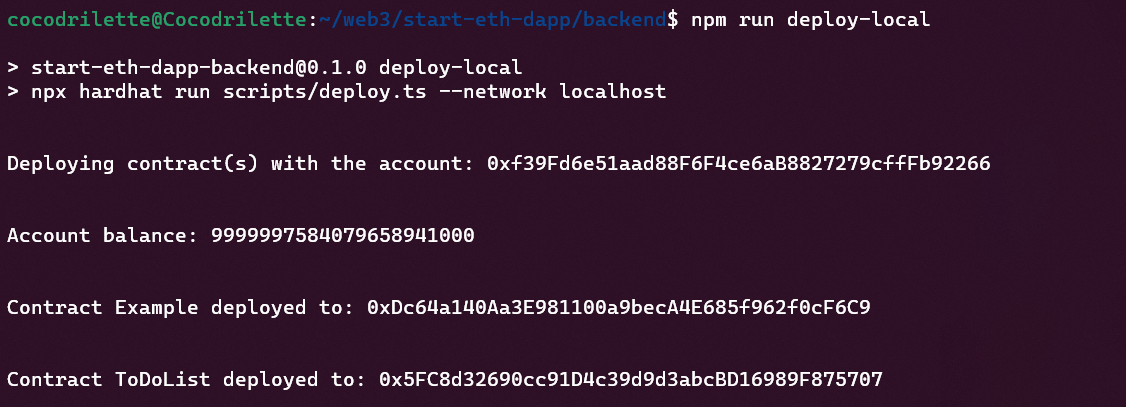 cocodrilette@Cocodrilette:~/web3/start-eth-dapp/backend$ npm run deploy-local
> start-eth-dapp-backend@0.1.0 deploy-local
> npx hardhat run scripts/deploy.ts --network localhost
Deploying contract(s) with the account: 0xf39Fd6e51aad88F6F4ce6aB8827279cffFb92266
Account balance: 9999997584079658941000
Contract Example deployed to: 0xDc64a140Aa3E981100a9becA4E685f962f0cF6C9
Contract ToDoList deployed to: 0x5FC8d32690cc91D4c39d9d3abcBD16989F875707